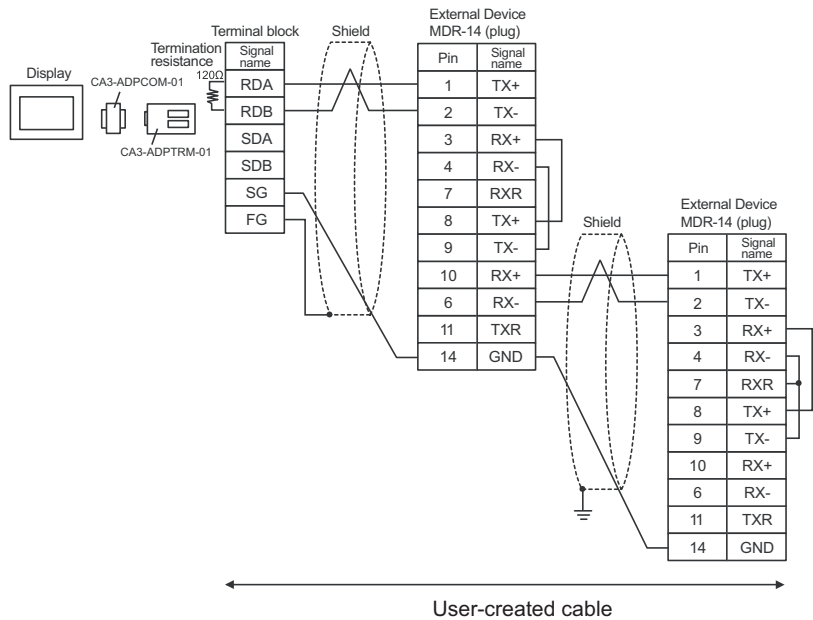 Display
CA3-ADPCOM-01
CA3-ADPTRM-01
Termination
resistance
120Ω
Terminal block
Signal
name
RDA
RDB
SDA
SDB
SG
FG
Shield
External Device
MDR-14 (plug)
Pin Signal
name
1 TX+
2 TX-
3 RX+
4 RX-
7 RXR
8 TX+
9 TX-
10 RX+
6 RX-
11 TXR
14 GND
Shield
External Device
MDR-14 (plug)
Pin Signal
name
1 TX+
2 TX-
3 RX+
4 RX-
7 RXR
8 TX+
9 TX-
10 RX+
6 RX-
11 TXR
14 GND
User-created cable